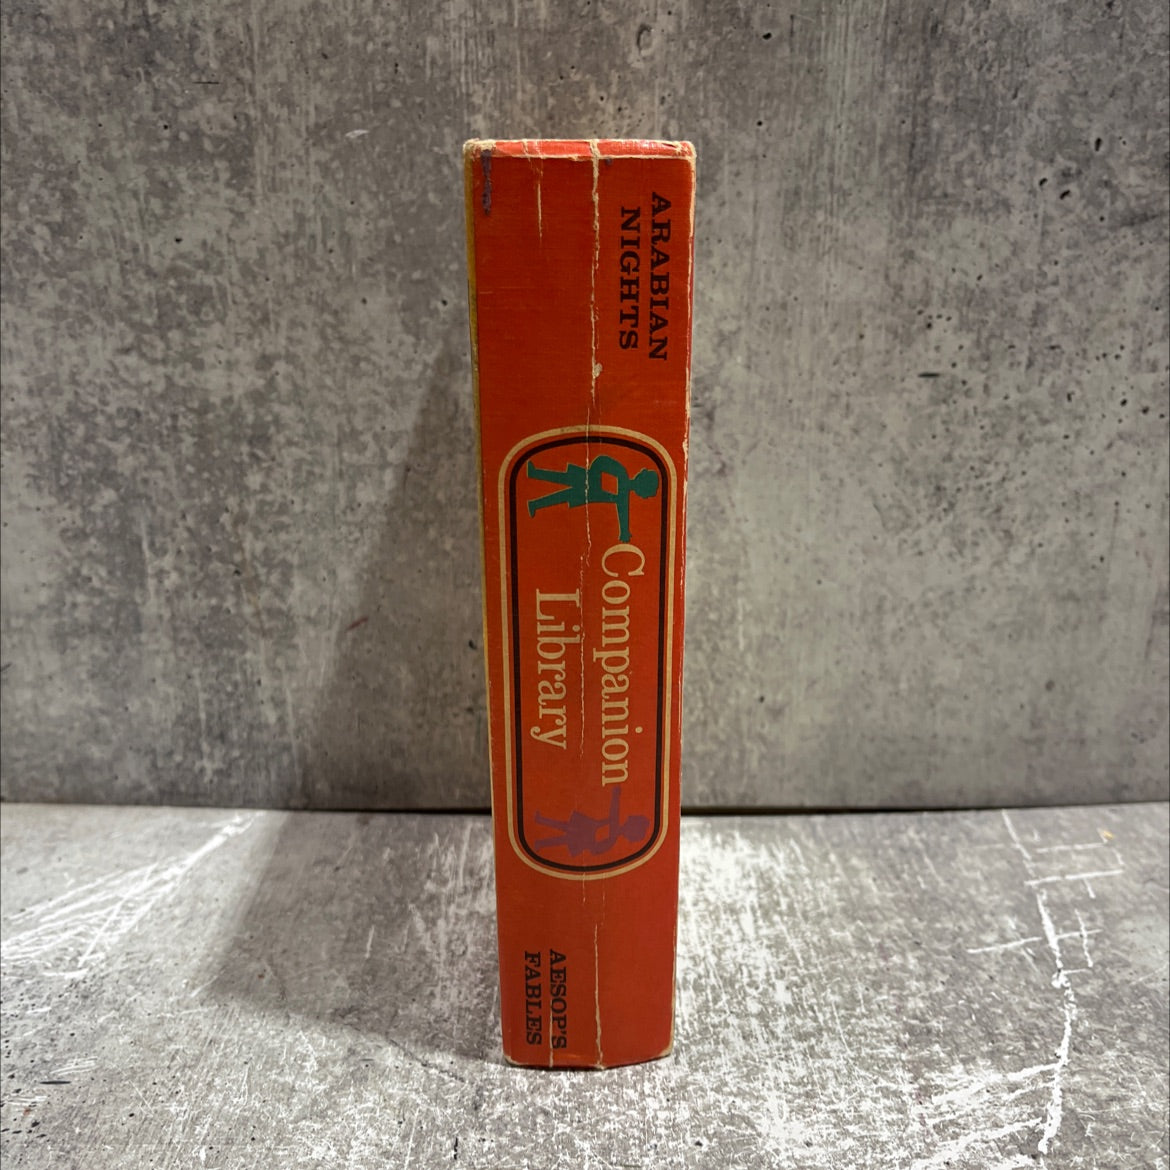 ARABIAN
NIGHTS
Companion
Library
AESOP'S
FABLES